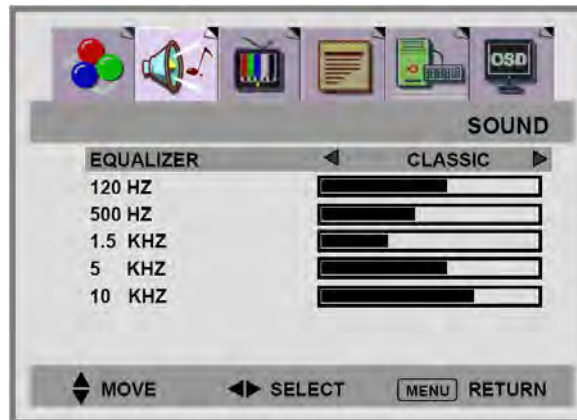 OSD
SOUND
EQUALIZER CLASSIC
120 HZ
500 HZ
1.5 KHZ
5 KHZ
10 KHZ
MOVE SELECT MENU RETURN